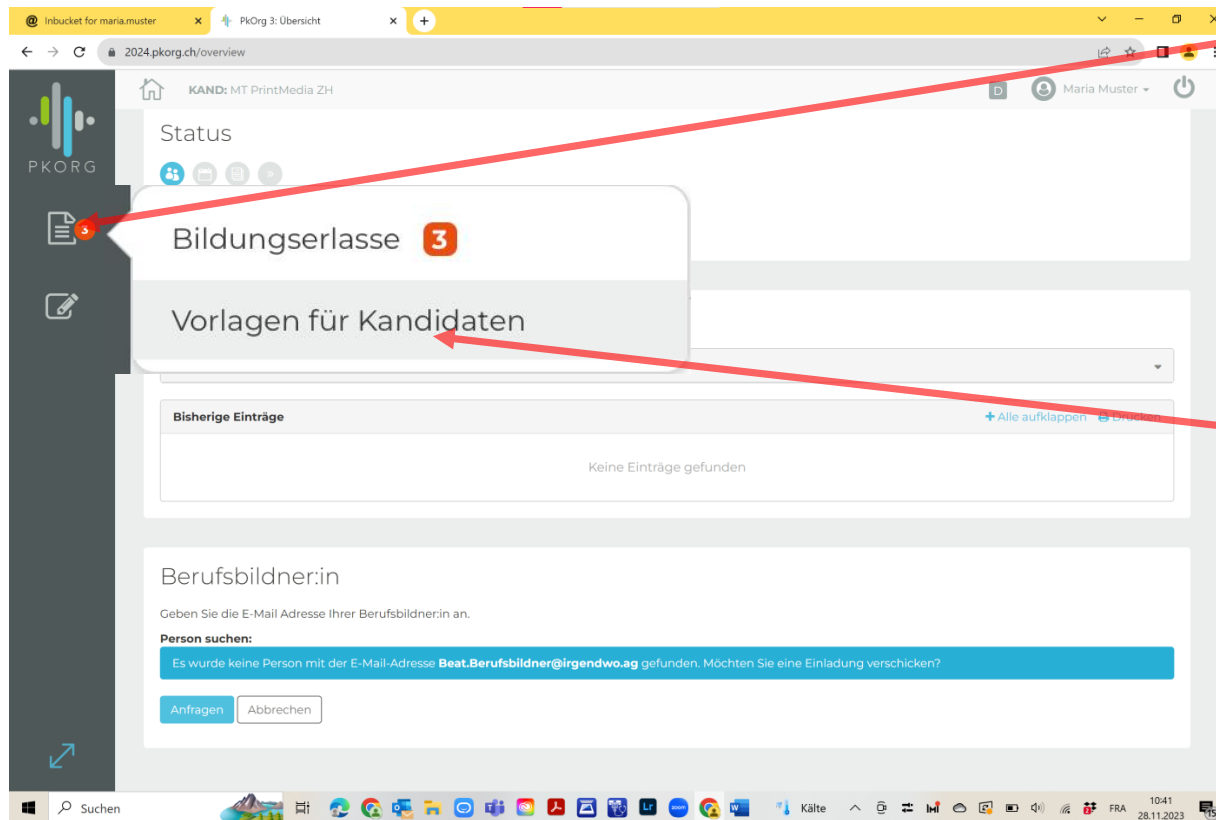 Inbucket for maria.muster
PkOrg 3: Übersicht
2024.pkorg.ch/overview
KAND: MT PrintMedia ZH
D
Maria Muster
PKORG
Status
3
Bildungserlasse 3
Vorlagen für Kandidaten
Bisherige Einträge
+ Alle aufklappen
Drucken
Keine Einträge gefunden
Berufsbildner:in
Geben Sie die E-Mail Adresse Ihrer Berufsbildner:in an.
Person suchen:
Es wurde keine Person mit der E-Mail-Adresse Beat.Berufsbildner@irgendwo.ag gefunden. Möchten Sie eine Einladung verschicken?
Anfragen
Abbrechen
Suchen
Kälte
FRA
10:41
28.11.2023